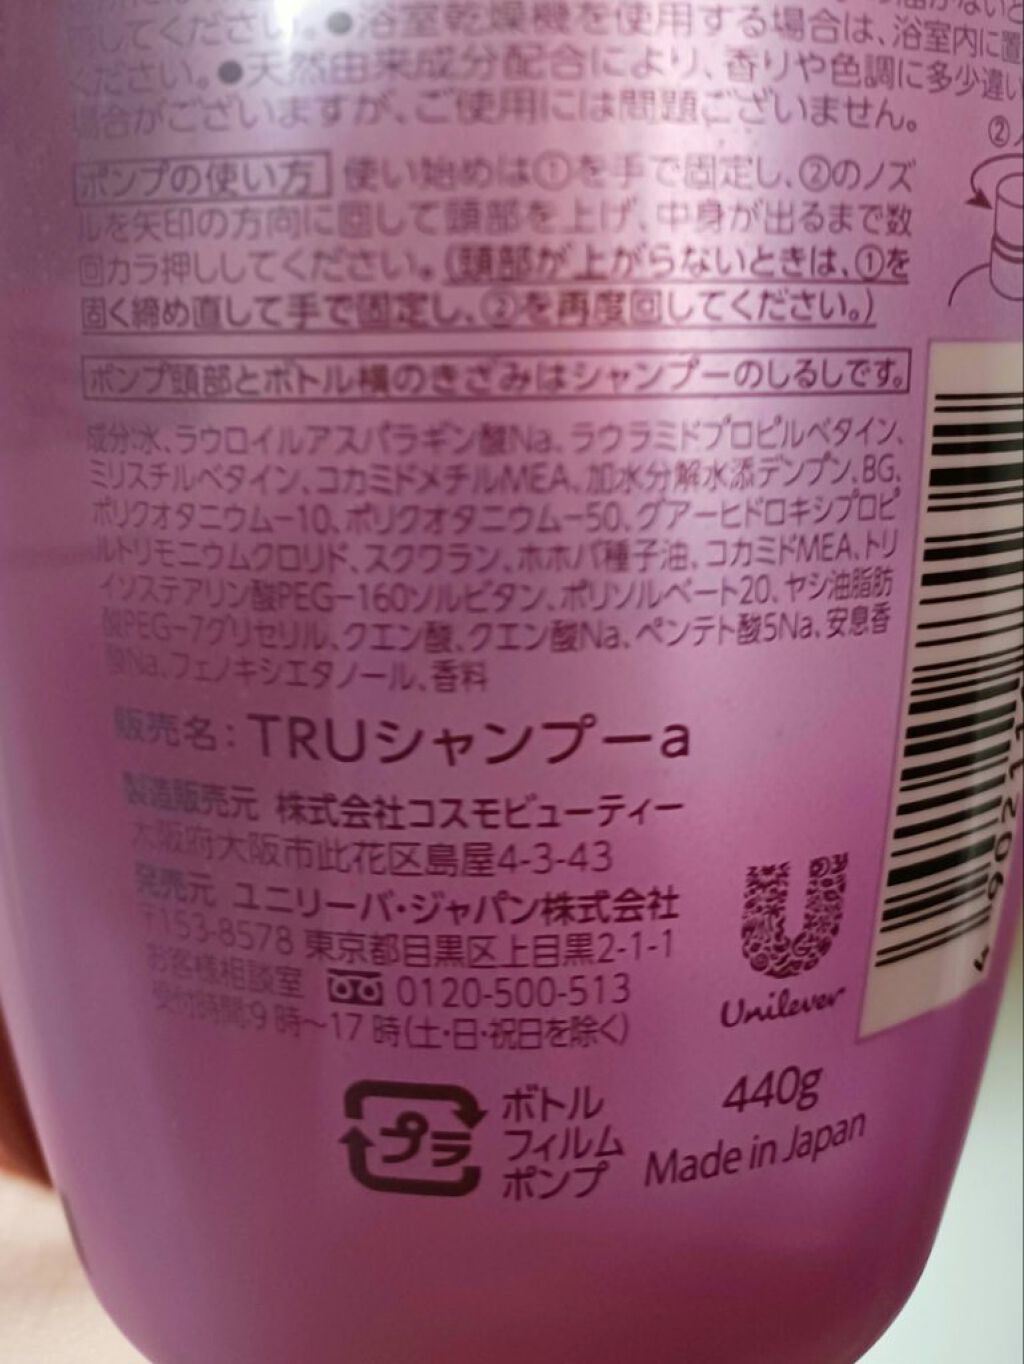 してください。●浴室乾燥機を使用する場合は、浴室内に置
ください。●天然由来成分配合により、香りや色調に多少違い
場合がございますが、ご使用には問題ございません。
②ノ
ポンプの使い方 使い始めは①を手で固定し、②のノズ
ルを矢印の方向に回して頭部を上げ、中身が出るまで数
回カラ押ししてください。(頭部が上がらないときは、①を
固く締め直して手で固定し、②を再度回してください。)
ポンプ頭部とボトル横のきざみはシャンプーのしるしです。
成分:水、ラウロイルアスパラギン酸Na、ラウラミドプロピルベタイン、
ミリスチルベタイン、コカミドメチルMEA、加水分解水添デンプン、BG、
ポリクオタニウム-10、ポリクオタニウム-50、グアーヒドロキシプロピ
ルトリモニウムクロリド、スクワラン、ホホバ種子油、コカミドMEA、トリ
イソステアリン酸PEG-160ソルビタン、ポリソルベート20、ヤシ油脂肪
酸PEG-7グリセリル、クエン酸、クエン酸Na、ペンテト酸5Na、安息香
酸Na、フェノキシエタノール、香料
販売名:TRUシャンプーa
製造販売元 株式会社コスモビューティー
大阪府大阪市此花区島屋4-3-43
発売元 ユニリーバ・ジャパン株式会社
〒153-8578 東京都目黒区上目黒2-1-1
お客様相談室 0120-500-513
受付時間:9時〜17時(土・日・祝日を除く)
Unilever
プラ
ボトル
フィルム
ポンプ
440g
Made in Japan
4 90211